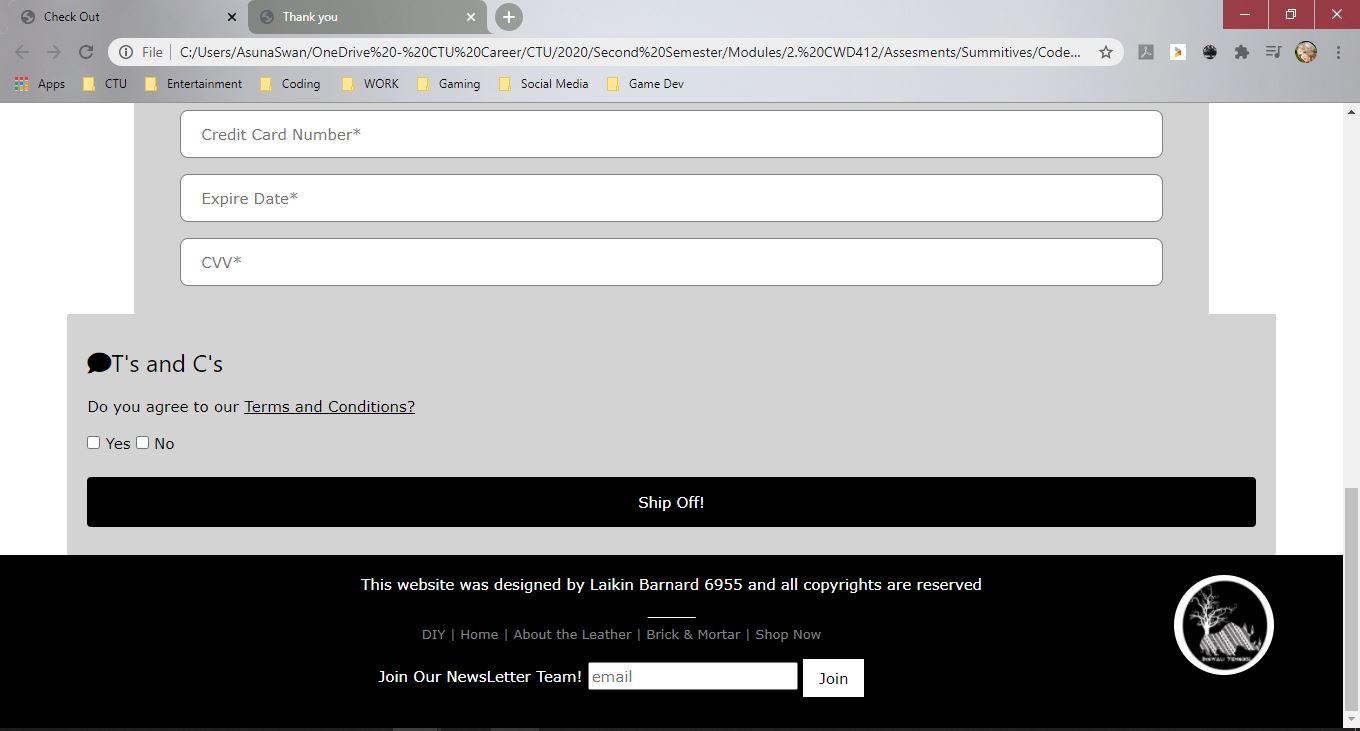 Check Out
Thank you
File
C:/Users/AsunaSwan/OneDrive%20-%20CTU%20Career/CTU/2020/Second%20Semester/Modules/2.%20CWD412/Assesments/Summitives/Code...
Apps CTU Entertainment Coding WORK Gaming Social Media Game Dev
Credit Card Number*
Expire Date*
CVV*
T's and C's
Do you agree to our Terms and Conditions?
Yes No
Ship Off!
This website was designed by Laikin Barnard 6955 and all copyrights are reserved
DIY | Home | About the Leather | Brick & Mortar | Shop Now
Join Our NewsLetter Team! email Join